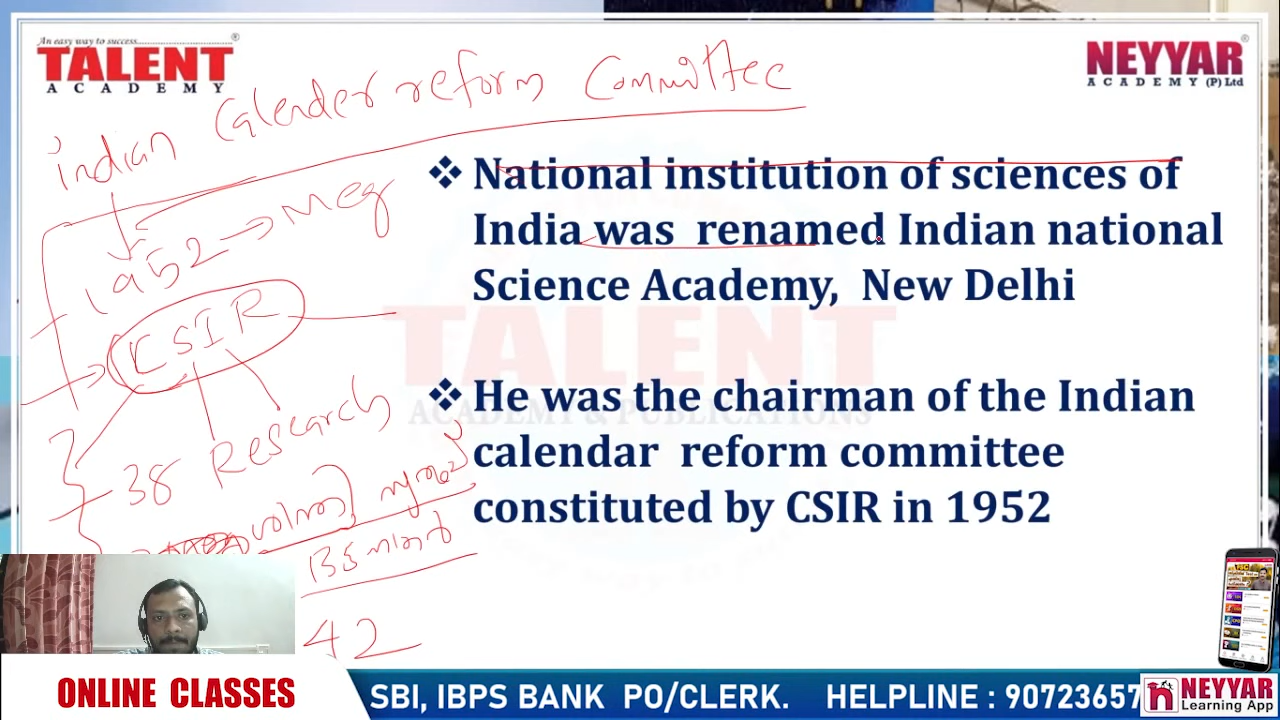 An easy way to success
TALENT
ACADEMY
NEYYAR
ACADEMY (P) Ltd
indian Calender reform Committee
1952 → Meg
CSIR
38 Research
42
❖ National institution of sciences of
India was renamed Indian national
Science Academy, New Delhi
❖ He was the chairman of the Indian
calendar reform committee
constituted by CSIR in 1952
TALENT
ACADEMY & PUBLICATIONS
ONLINE CLASSES
SBI, IBPS BANK PO/CLERK. HELPLINE : 90723657
NEYYAR
Learning App